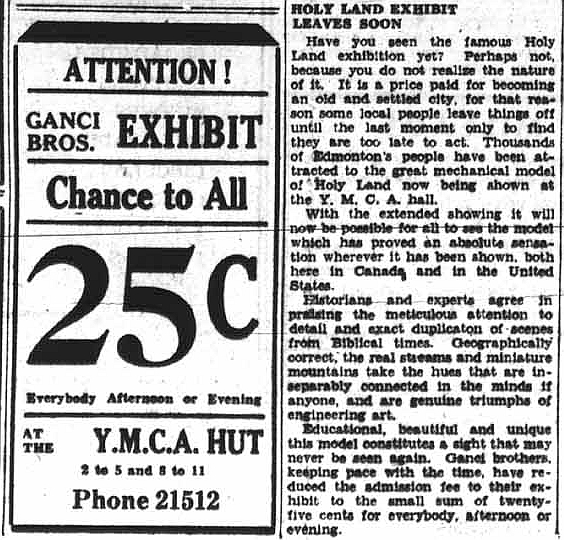 ATTENTION !
GANCI
BROS.
EXHIBIT
Chance to All
25c
Everybody Afternoon or Evening
AT
THE
Y.M.C.A. HUT
2 to 5 and 8 to 11
Phone 21512
HOLY LAND EXHIBIT
LEAVES SOON
Have you seen the famous Holy
Land exhibition yet? Perhaps not,
because you do not realize the nature
of it. It is a price paid for becoming
an old and settled city, for that rea-
son some local people leave things off
until the last moment only to find
they are too late to act. Thousands
of Edmonton's people have been at-
tracted to the great mechanical model
of Holy Land now being shown at
the Y. M. C. A. hall.
With the extended showing it will
now be possible for all to see the model
which has proved an absolute sensa-
tion wherever it has been shown, both
here in Canada and in the United
States.
Historians and experts agree in
praising the meticulous attention to
detail and exact duplicaton of scenes
from Biblical times. Geographically
correct, the real streams and miniature
mountains take the hues that are in-
separably connected in the minds if
anyone, and are genuine triumphs of
engineering art.
Educational, beautiful and unique
this model constitutes a sight that may
never be seen again. Ganci brothers,
keeping pace with the time, have re-
duced the admission fee to their ex-
hibit to the small sum of twenty-
five cents for everybody, afternoon or
evening.